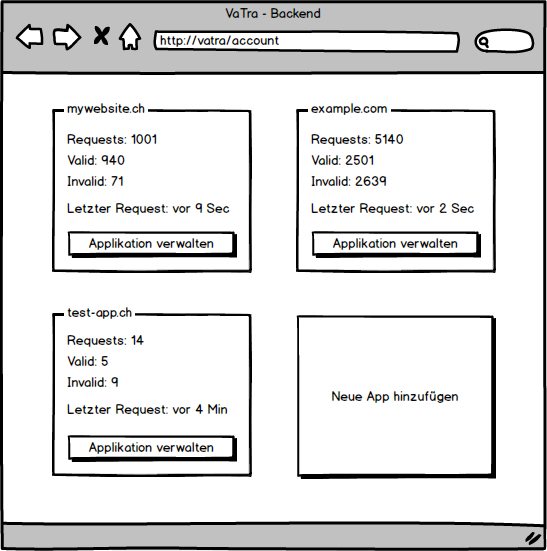 VaTra - Backend
http://vatra/account
mywebsite.ch
Requests: 1001
Valid: 940
Invalid: 71
Letzter Request: vor 9 Sec
Applikation verwalten
example.com
Requests: 5140
Valid: 2501
Invalid: 2639
Letzter Request: vor 2 Sec
Applikation verwalten
test-app.ch
Requests: 14
Valid: 5
Invalid: 9
Letzter Request: vor 4 Min
Applikation verwalten
Neue App hinzufügen